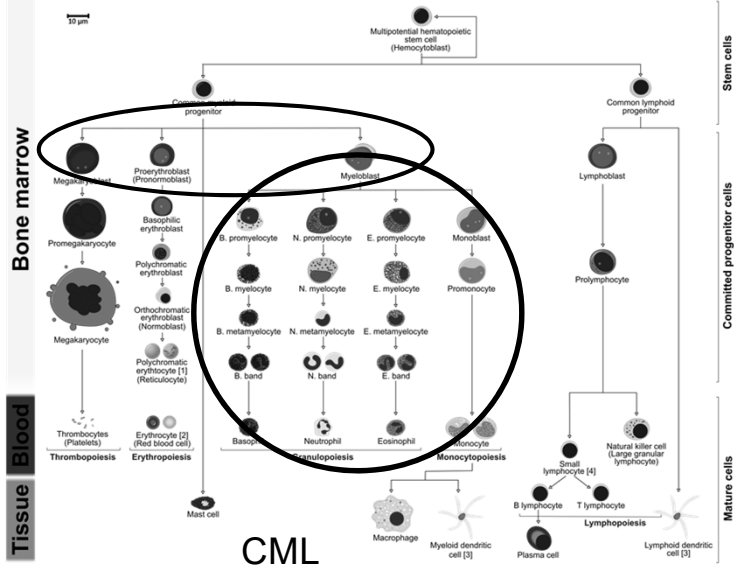 10 µm
Multipotential hematopoietic
stem cell
(Hemocytoblast)
Stem cells
Common myeloid
progenitor
Common lymphoid
progenitor
Bone marrow
Megakaryoblast
Proerythroblast
(Pronormoblast)
Myeloblast
Lymphoblast
Committed progenitor cells
Promegakaryocyte
Basophilic
erythroblast
B. promyelocyte
N. promyelocyte
E. promyelocyte
Monoblast
Polychromatic
erythroblast
B. myelocyte
N. myelocyte
E. myelocyte
Promonocyte
Prolymphocyte
Megakaryocyte
Orthochromatic
erythroblast
(Normoblast)
B. metamyelocyte
N. metamyelocyte
E. metamyelocyte
Polychromatic
erythtocyte [1]
(Reticulocyte)
B. band
N. band
E. band
Blood
Thrombocytes
(Platelets)
Erythrocyte [2]
(Red blood cell)
Basophil
Neutrophil
Eosinophil
Monocyte
Natural killer cell
(Large granular
lymphocyte)
Small
lymphocyte [4]
Thrombopoiesis
Erythropoiesis
Granulopoiesis
Monocytopoiesis
Mature cells
Tissue
Mast cell
Macrophage
Myeloid dendritic
cell [3]
B lymphocyte
T lymphocyte
Lymphopoiesis
Plasma cell
Lymphoid dendritic
cell [3]
CML